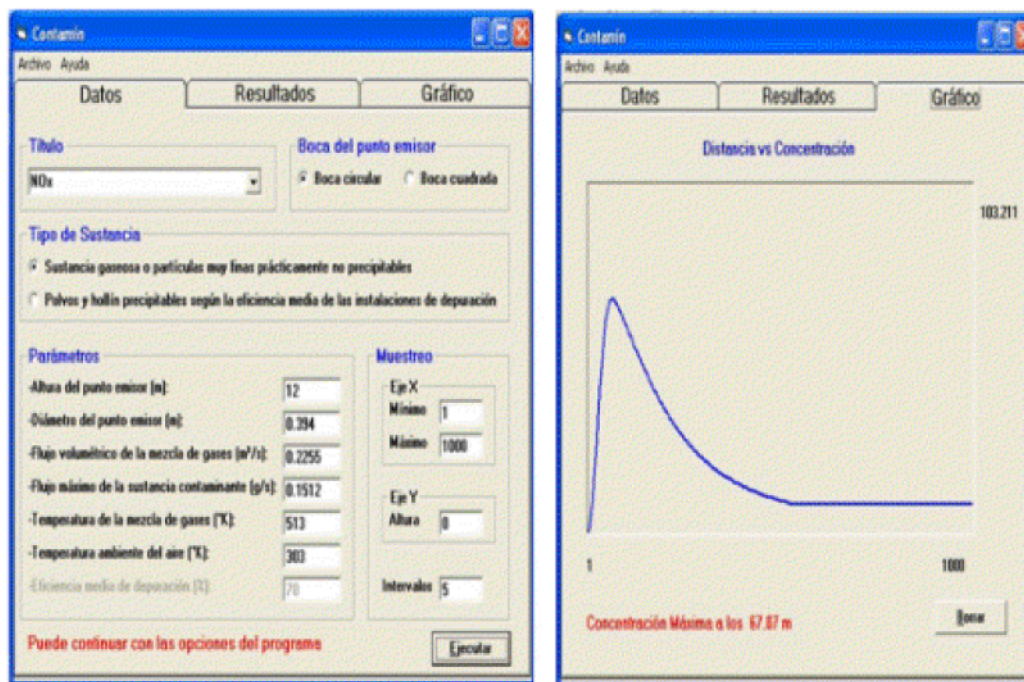 Contamin
Archivo Ayuda
Datos Resultados Gráfico
Título
NOx
Boca del punto emisor
Boca circular Boca cuadrada
Tipo de Sustancia
Sustancia gaseosa o partículas muy finas prácticamente no precipitables
Polvos y hollín precipitables según la eficiencia media de las instalaciones de depuración
Parámetros
-Altura del punto emisor [m]: 12
-Diámetro del punto emisor [m]: 0.394
-Flujo volumétrico de la mezcla de gases [m³/s]: 0.2255
-Flujo máximo de la sustancia contaminante [g/s]: 0.1512
-Temperatura de la mezcla de gases [°K]: 513
-Temperatura ambiente del aire [°K]: 303
-Eficiencia media de depuración [%]: 70
Muestreo
Eje X
Mínimo 1
Máximo 1000
Eje Y
Altura 0
Intervalos 5
Puede continuar con las opciones del programa
Ejecutar
Contamin
Archivo Ayuda
Datos Resultados Gráfico
Distancia vs Concentración
103.211
1 1000
Concentración Máxima a los 67.87 m
Borrar